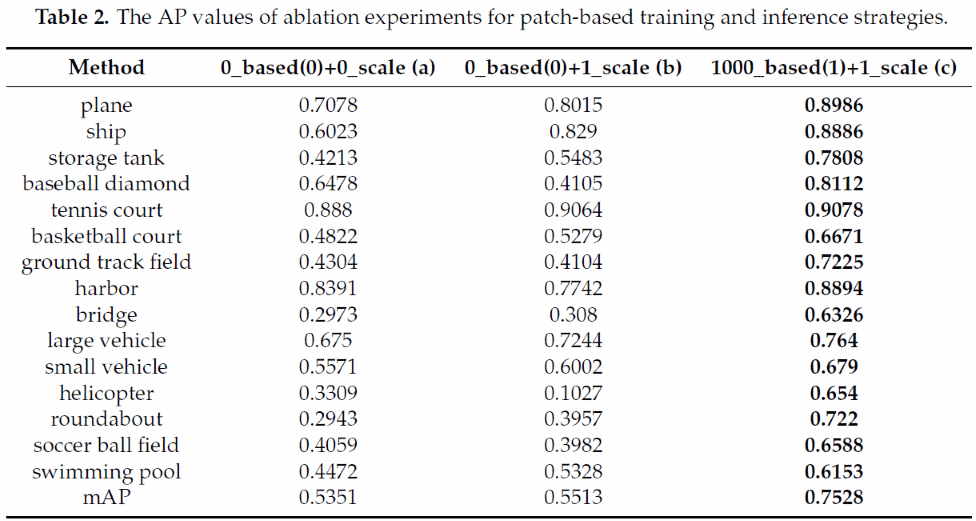 Table 2. The AP values of ablation experiments for patch-based training and inference strategies.
Method 0_based(0)+0_scale (a) 0_based(0)+1_scale (b) 1000_based(1)+1_scale (c)
plane 0.7078 0.8015 0.8986
ship 0.6023 0.829 0.8886
storage tank 0.4213 0.5483 0.7808
baseball diamond 0.6478 0.4105 0.8112
tennis court 0.888 0.9064 0.9078
basketball court 0.4822 0.5279 0.6671
ground track field 0.4304 0.4104 0.7225
harbor 0.8391 0.7742 0.8894
bridge 0.2973 0.308 0.6326
large vehicle 0.675 0.7244 0.764
small vehicle 0.5571 0.6002 0.679
helicopter 0.3309 0.1027 0.654
roundabout 0.2943 0.3957 0.722
soccer ball field 0.4059 0.3982 0.6588
swimming pool 0.4472 0.5328 0.6153
mAP 0.5351 0.5513 0.7528